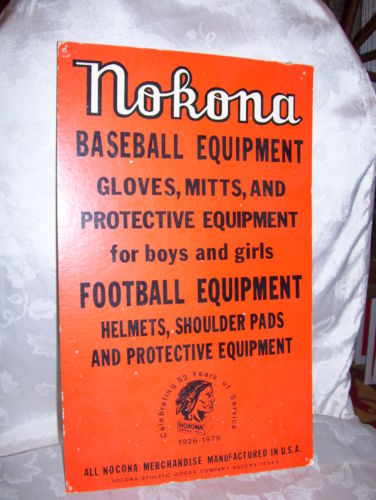 Nokona
BASEBALL EQUIPMENT
GLOVES, MITTS, AND
PROTECTIVE EQUIPMENT
for boys and girls
FOOTBALL EQUIPMENT
HELMETS, SHOULDER PADS
AND PROTECTIVE EQUIPMENT
Celebrating 53 Years of Service
NOKONA
1926-1979
ALL NOCONA MERCHANDISE MANUFACTURED IN U.S.A.
NOCONA ATHLETIC GOODS COMPANY NOCONA TEXAS